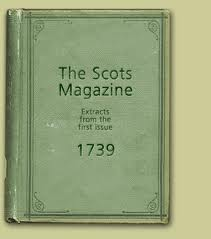 The Scots
Magazine
Extracts
from the
first issue
1739